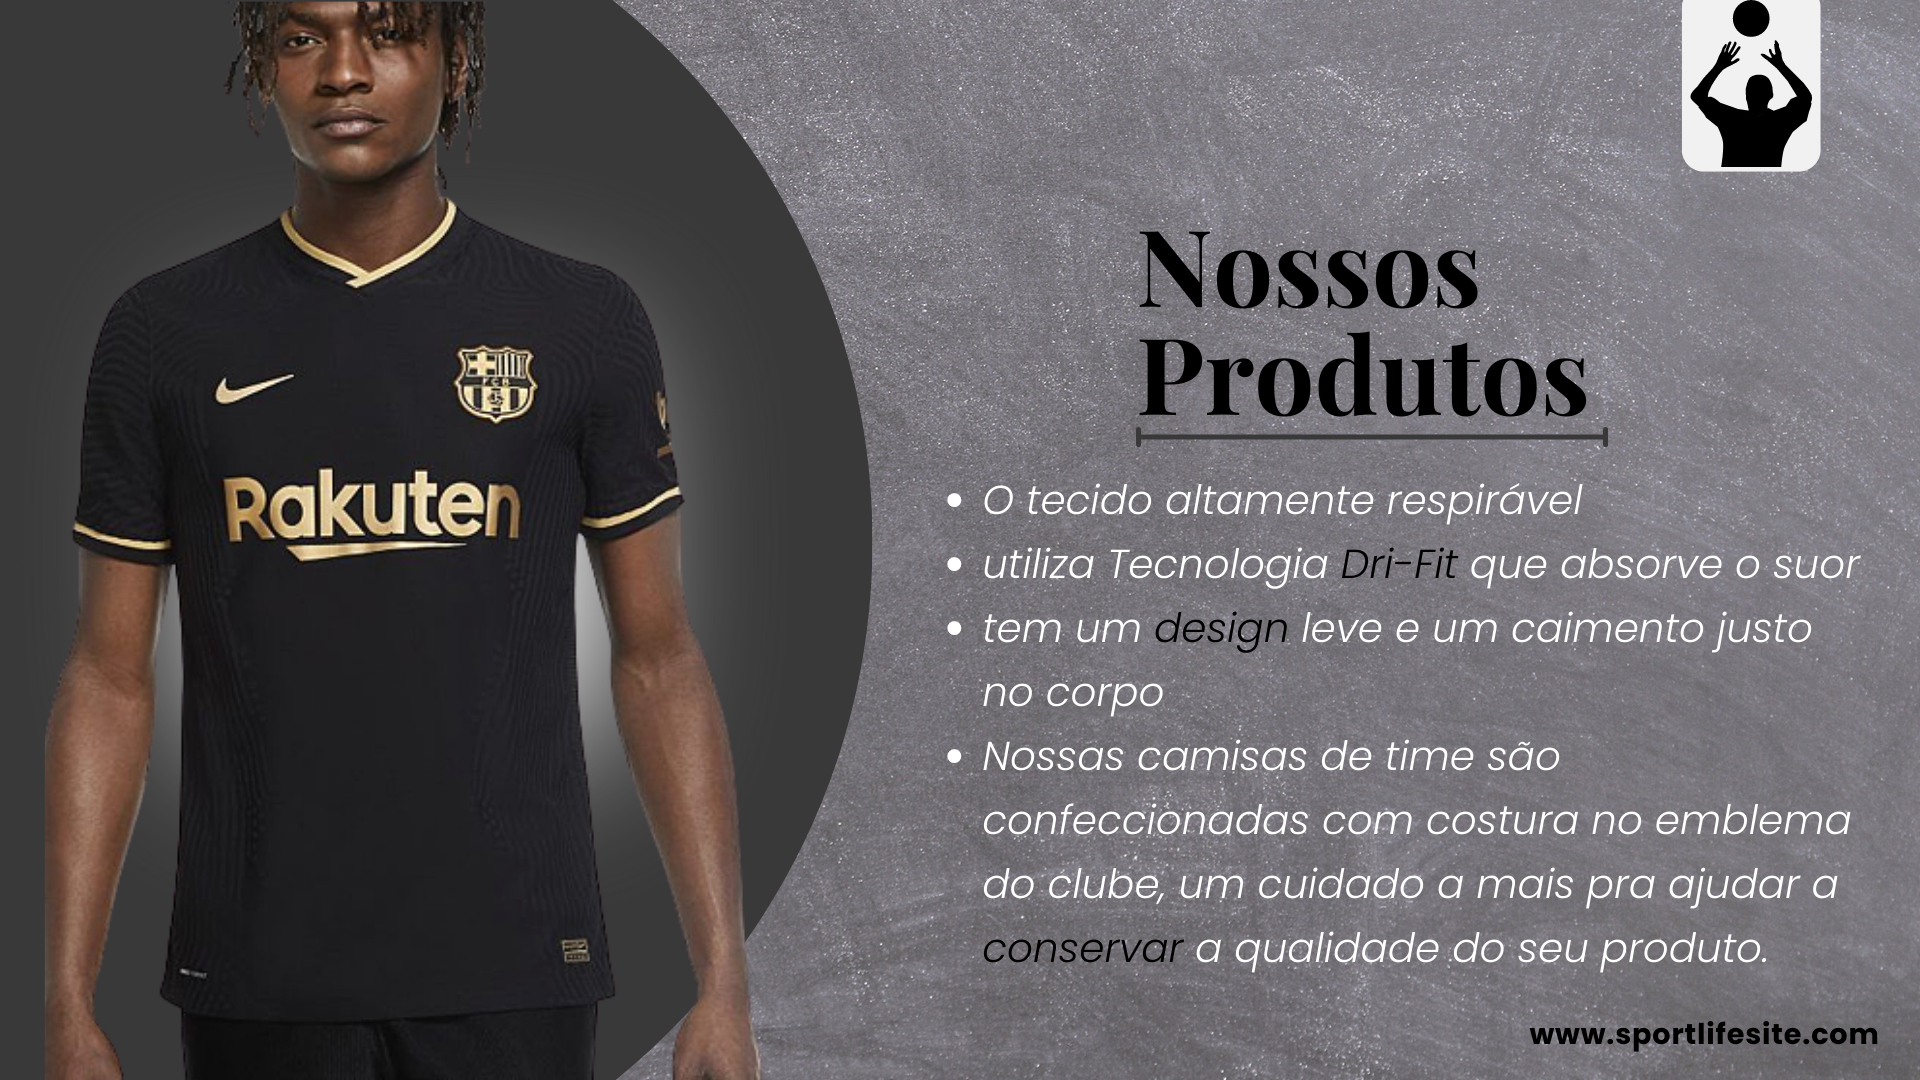 Nossos
Produtos
• O tecido altamente respirável
• utiliza Tecnologia Dri-Fit que absorve o suor
• tem um design leve e um caimento justo
no corpo
• Nossas camisas de time são
confeccionadas com costura no emblema
do clube, um cuidado a mais pra ajudar a
conservar a qualidade do seu produto.
www.sportlifesite.com
FCB
Rakuten